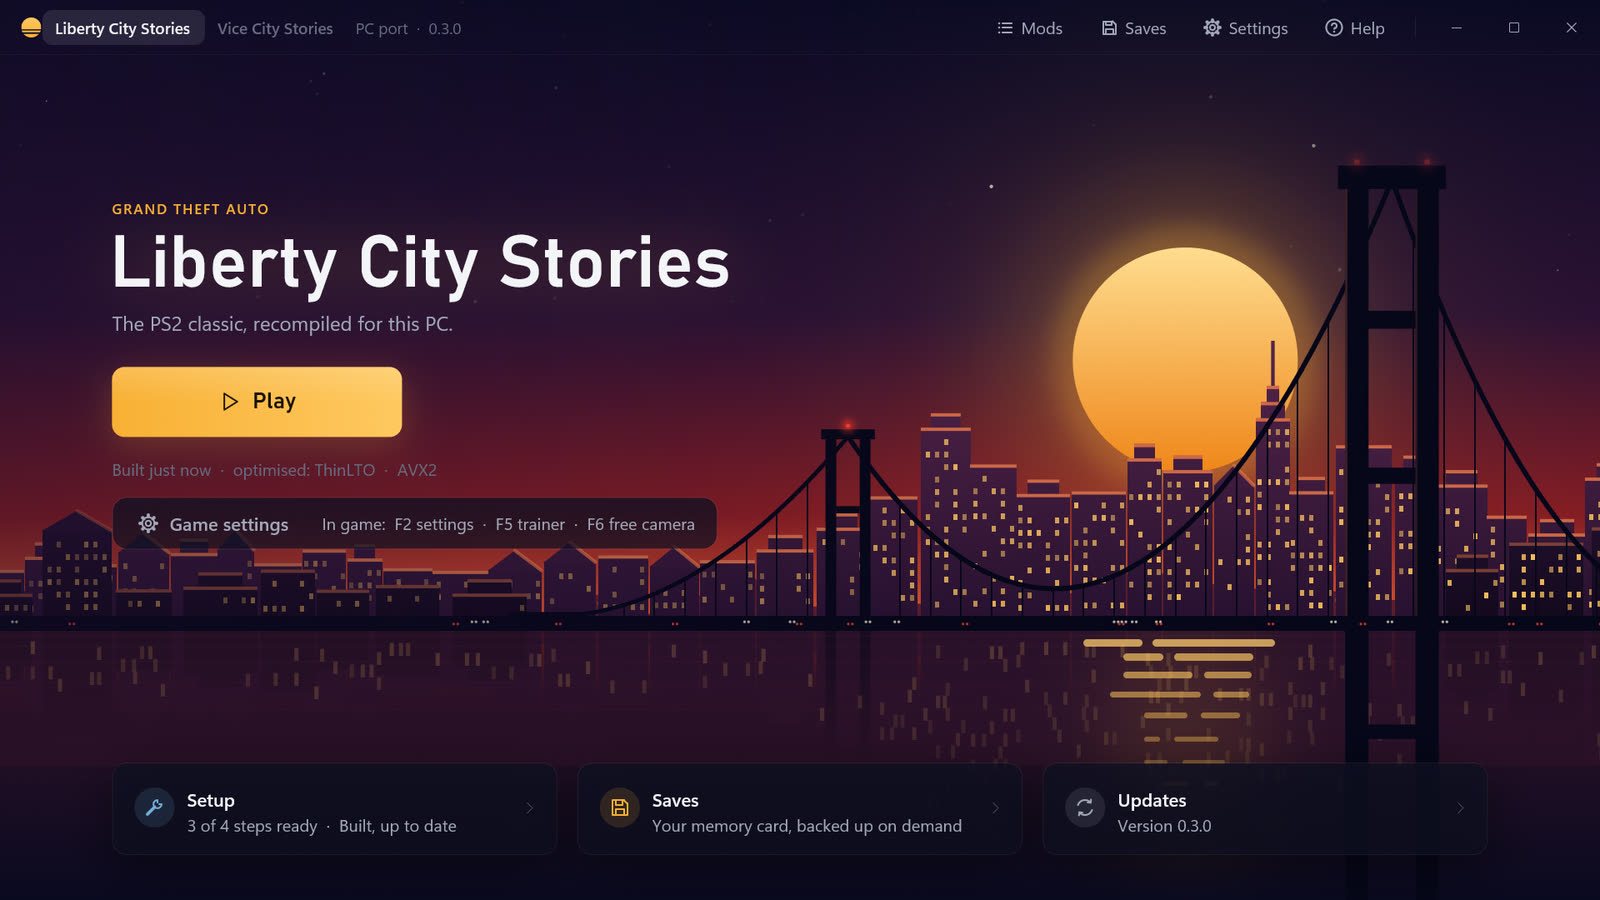 Liberty City Stories
Vice City Stories
PC port · 0.3.0
Mods
Saves
Settings
Help
GRAND THEFT AUTO
Liberty City Stories
The PS2 classic, recompiled for this PC.
Play
Built just now · optimised: ThinLTO · AVX2
Game settings
In game: F2 settings · F5 trainer · F6 free camera
Setup
3 of 4 steps ready · Built, up to date
Saves
Your memory card, backed up on demand
Updates
Version 0.3.0